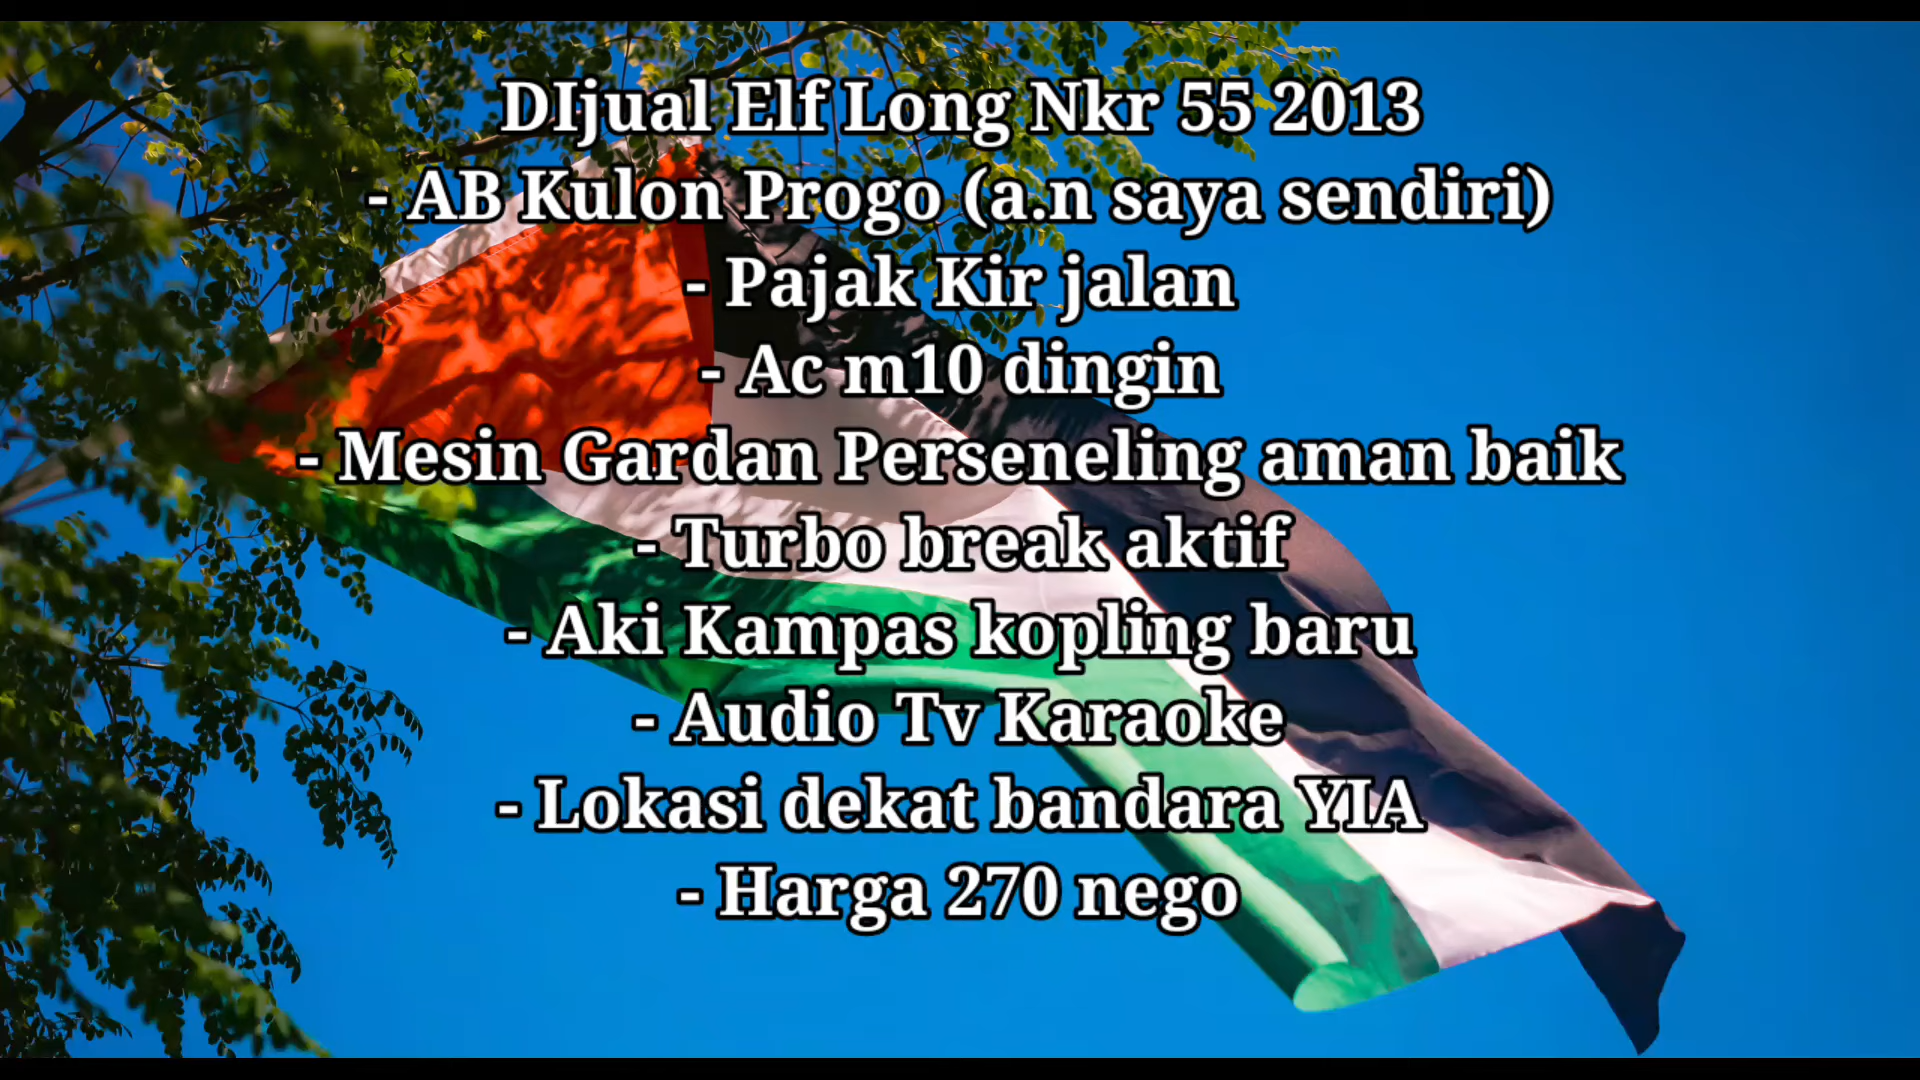 DIjual Elf Long Nkr 55 2013
- AB Kulon Progo (a.n saya sendiri)
- Pajak Kir jalan
- Ac m10 dingin
- Mesin Gardan Perseneling aman baik
- Turbo break aktif
- Aki Kampas kopling baru
- Audio Tv Karaoke
- Lokasi dekat bandara YIA
- Harga 270 nego